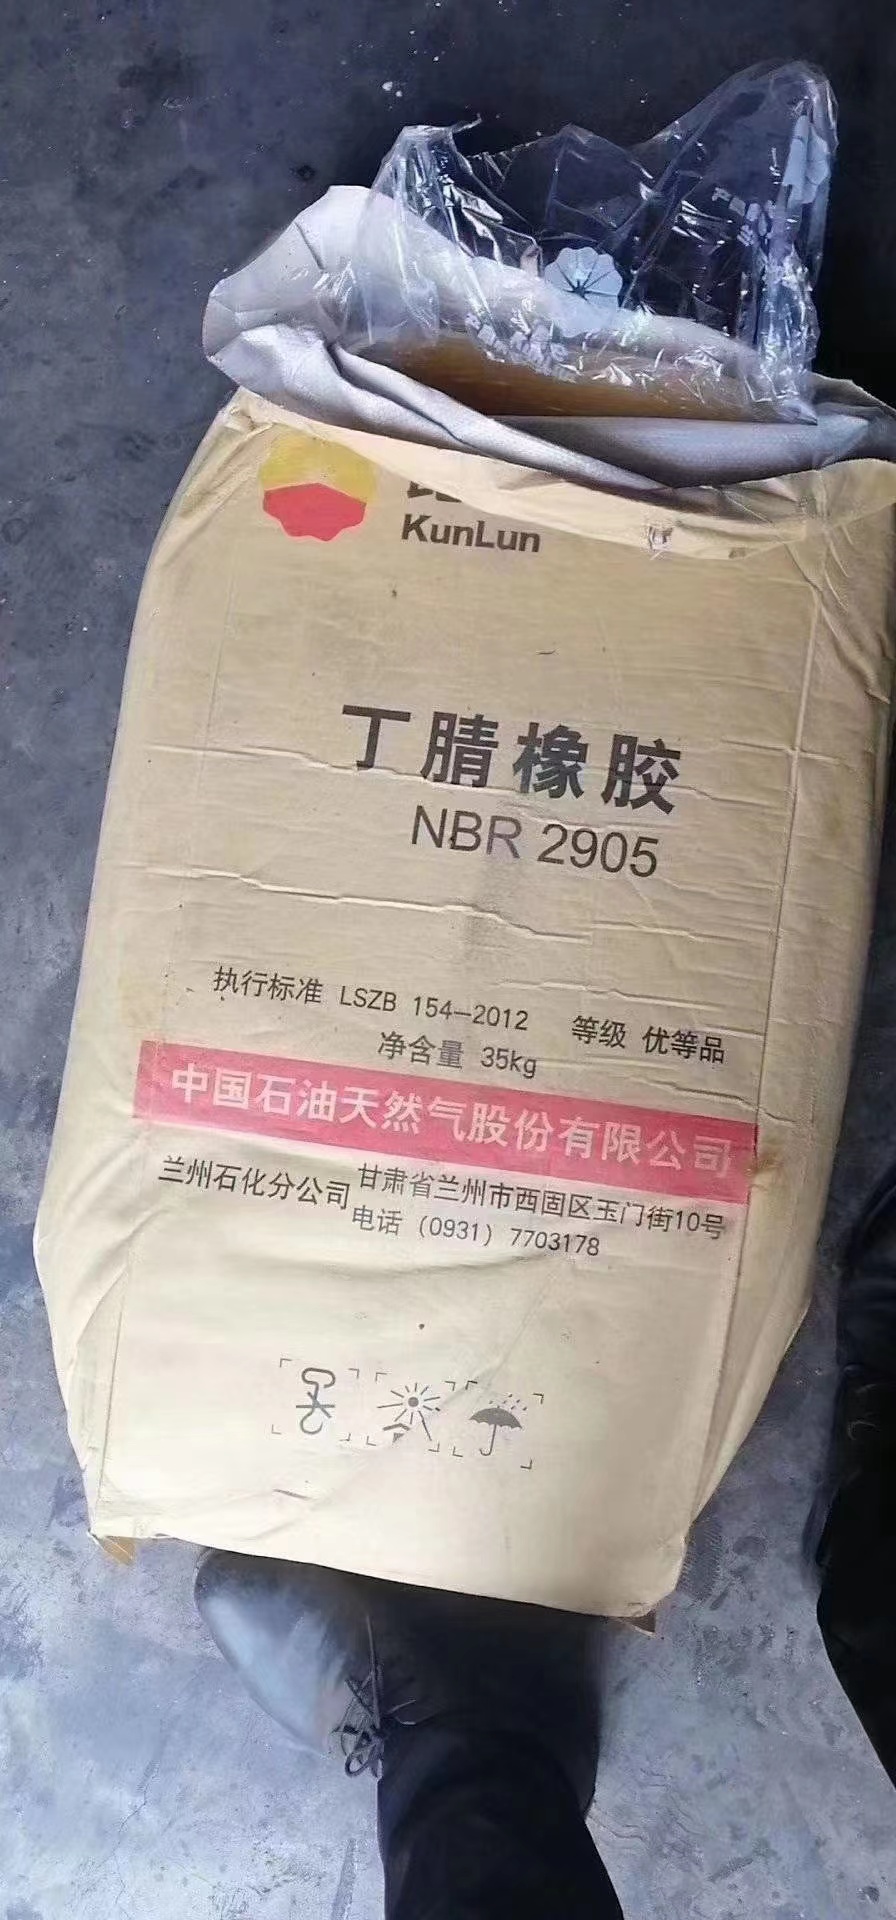 KunLun
丁腈橡胶
NBR 2905
执行标准 LSZB 154-2012 等级 优等品
净含量 35kg
中国石油天然气股份有限公司
兰州石化分公司 甘肃省兰州市西固区玉门街10号
电话 (0931) 7703178